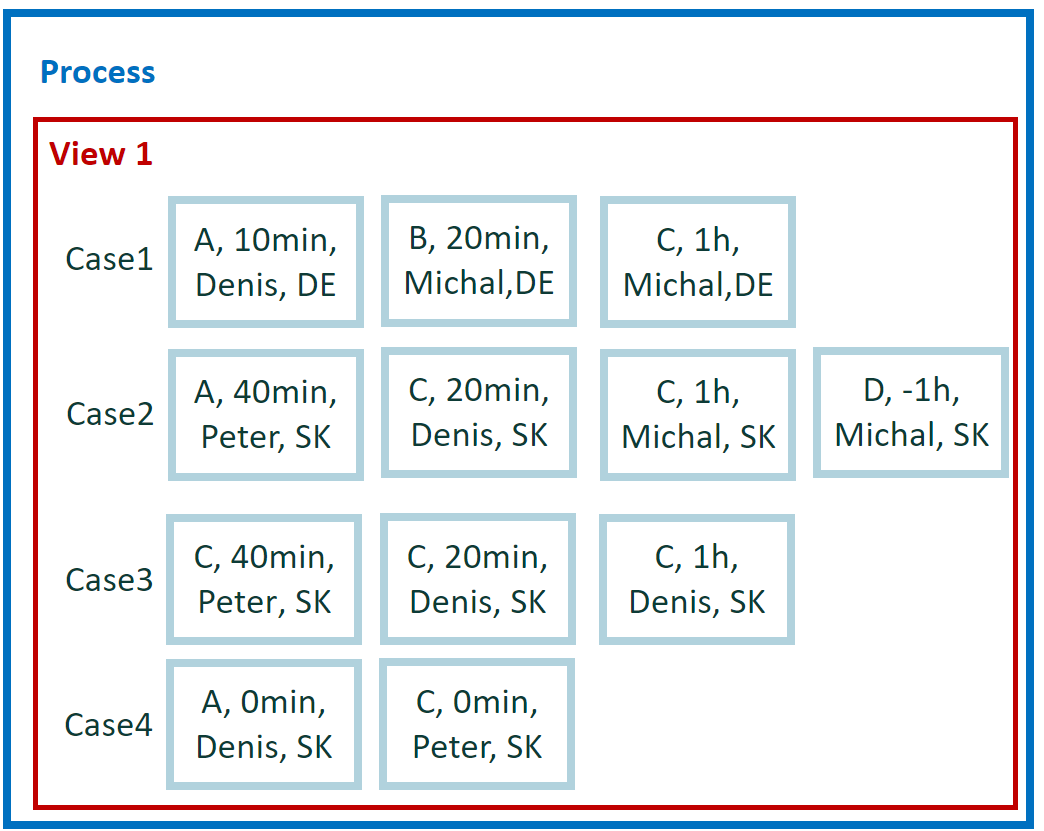 Process
View 1
Case1
A, 10min,
Denis, DE
B, 20min,
Michal,DE
C, 1h,
Michal,DE
Case2
A, 40min,
Peter, SK
C, 20min,
Denis, SK
C, 1h,
Michal, SK
D, -1h,
Michal, SK
Case3
C, 40min,
Peter, SK
C, 20min,
Denis, SK
C, 1h,
Denis, SK
Case4
A, 0min,
Denis, SK
C, 0min,
Peter, SK